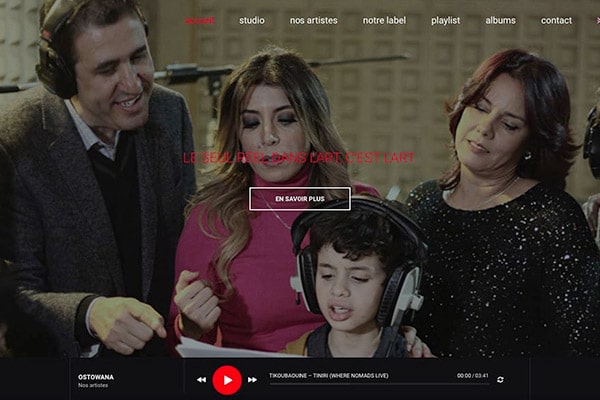 accueil studio nos artistes notre label playlist albums contact
LE SEUL RÉEL DANS L'ART, C'EST L'ART
EN SAVOIR PLUS
OSTOWANA
Nos artistes
TIKOUBAOUINE – TINIRI (WHERE NOMADS LIVE)
00:00 / 03:41